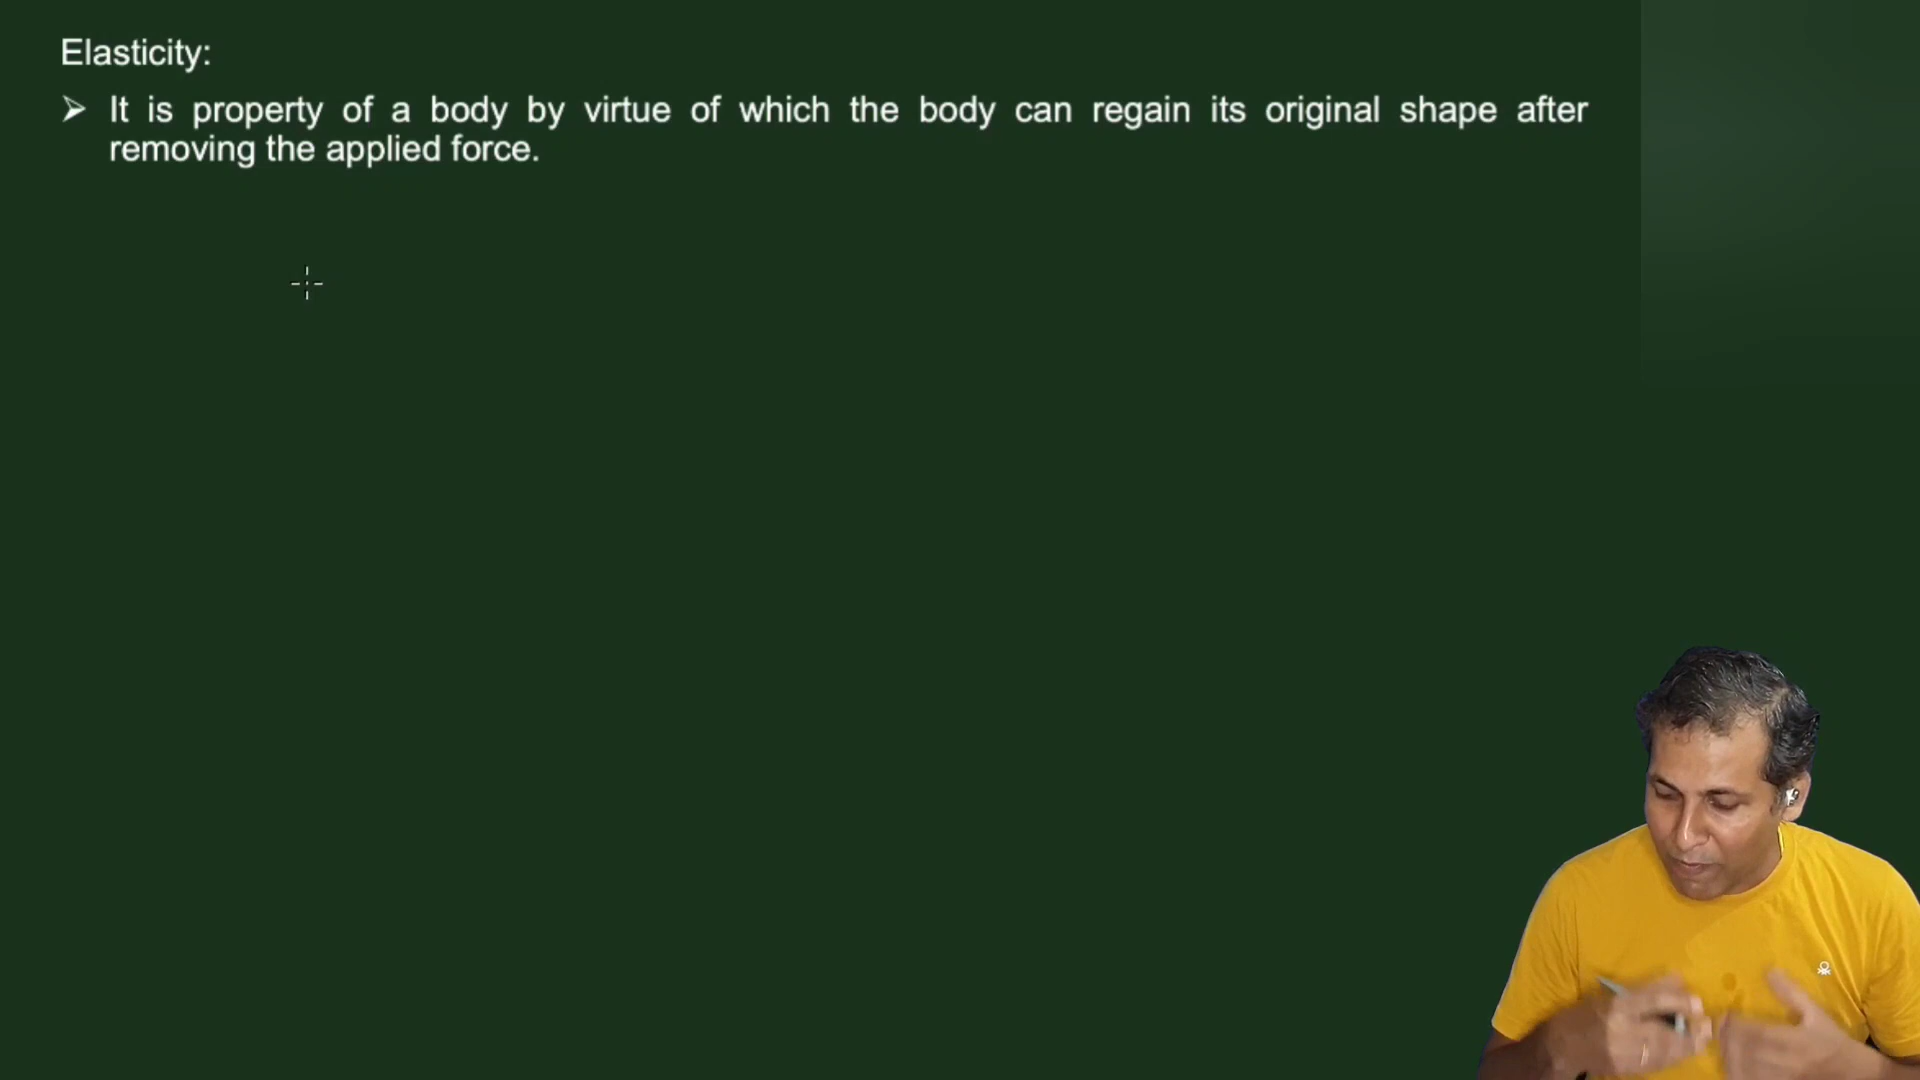 Elasticity:
➢ It is property of a body by virtue of which the body can regain its original shape after
removing the applied force.